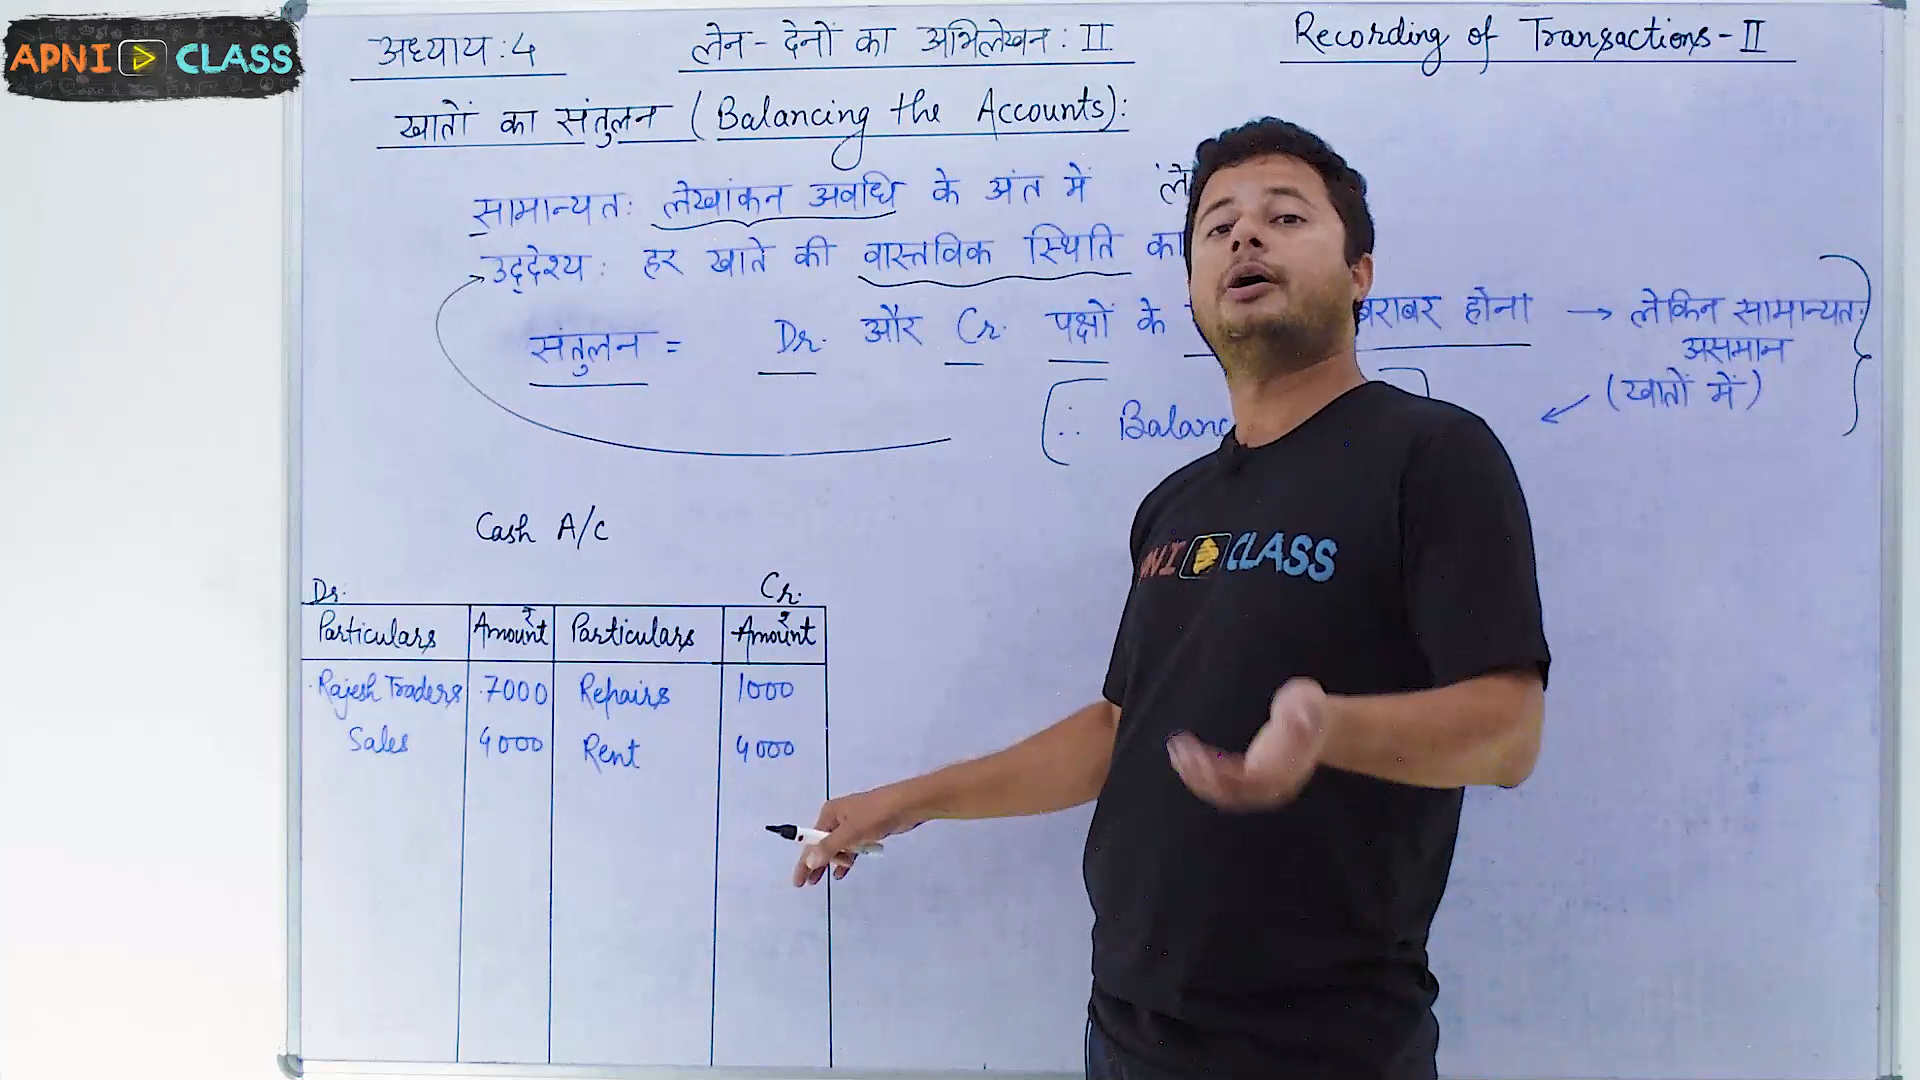 APNI CLASS
अध्याय : 4 लेन - देनों का अभिलेखन : II Recording of Transactions - II
खातों का संतुलन ( Balancing the Accounts ) :
सामान्यतः लेखांकन अवधि के अंत में
उद्देश्य : हर खाते की वास्तविक स्थिति का
संतुलन = Dr. और Cr. पक्षों के बराबर होना → लेकिन सामान्यतः
असमान
(खातों में)
∴
APNI CLASS
Cash A/C
Dr. Cr.
Particulars Amount ₹ Particulars Amount ₹
Rajesh Traders 7000 Repairs 1000
Sales 4000 Rent 4000